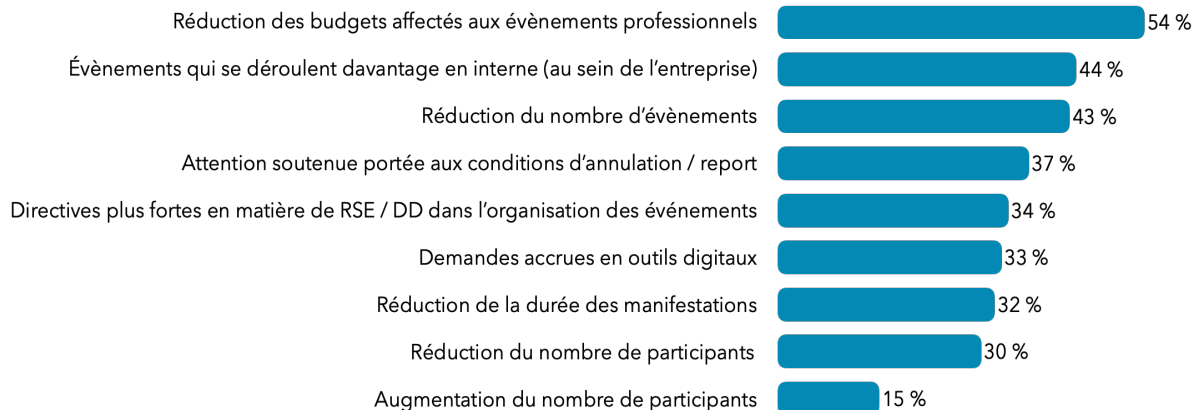 Réduction des budgets affectés aux évènements professionnels 54 %
Évènements qui se déroulent davantage en interne (au sein de l’entreprise) 44 %
Réduction du nombre d’évènements 43 %
Attention soutenue portée aux conditions d’annulation / report 37 %
Directives plus fortes en matière de RSE / DD dans l’organisation des événements 34 %
Demandes accrues en outils digitaux 33 %
Réduction de la durée des manifestations 32 %
Réduction du nombre de participants 30 %
Augmentation du nombre de participants 15 %